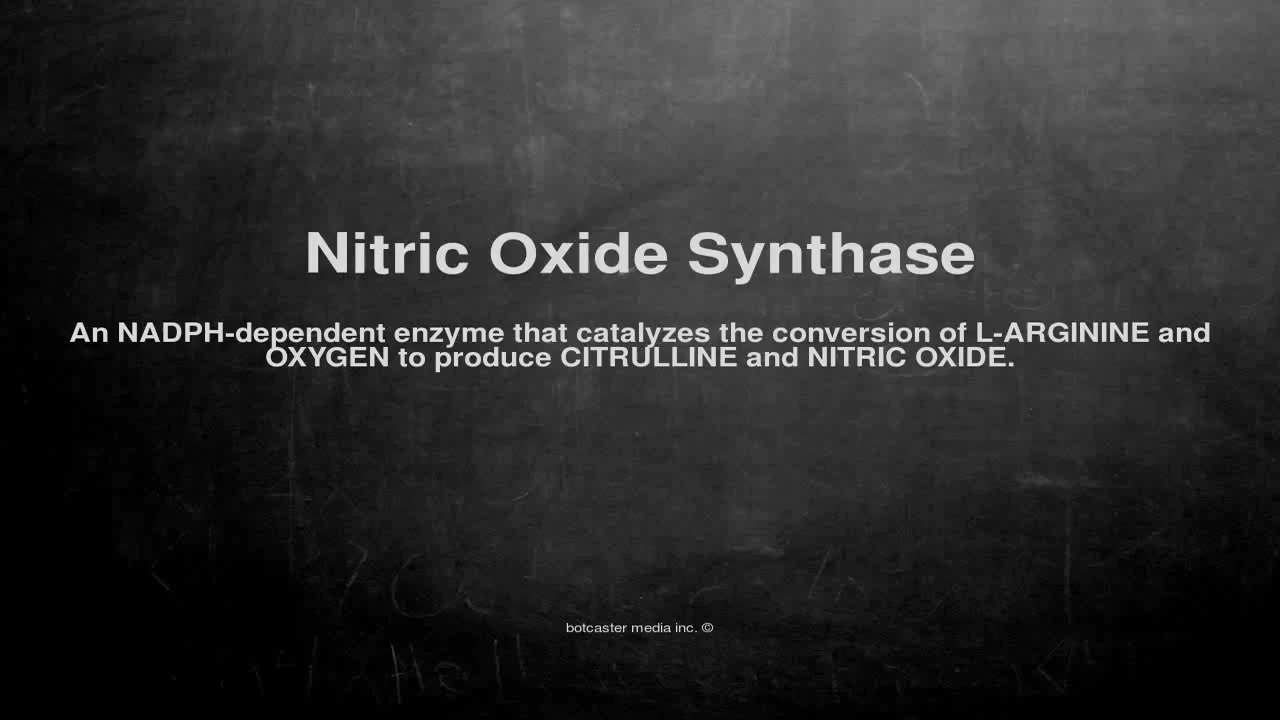 Nitric Oxide Synthase
An NADPH-dependent enzyme that catalyzes the conversion of L-ARGININE and
OXYGEN to produce CITRULLINE and NITRIC OXIDE.
botcaster media inc. ©